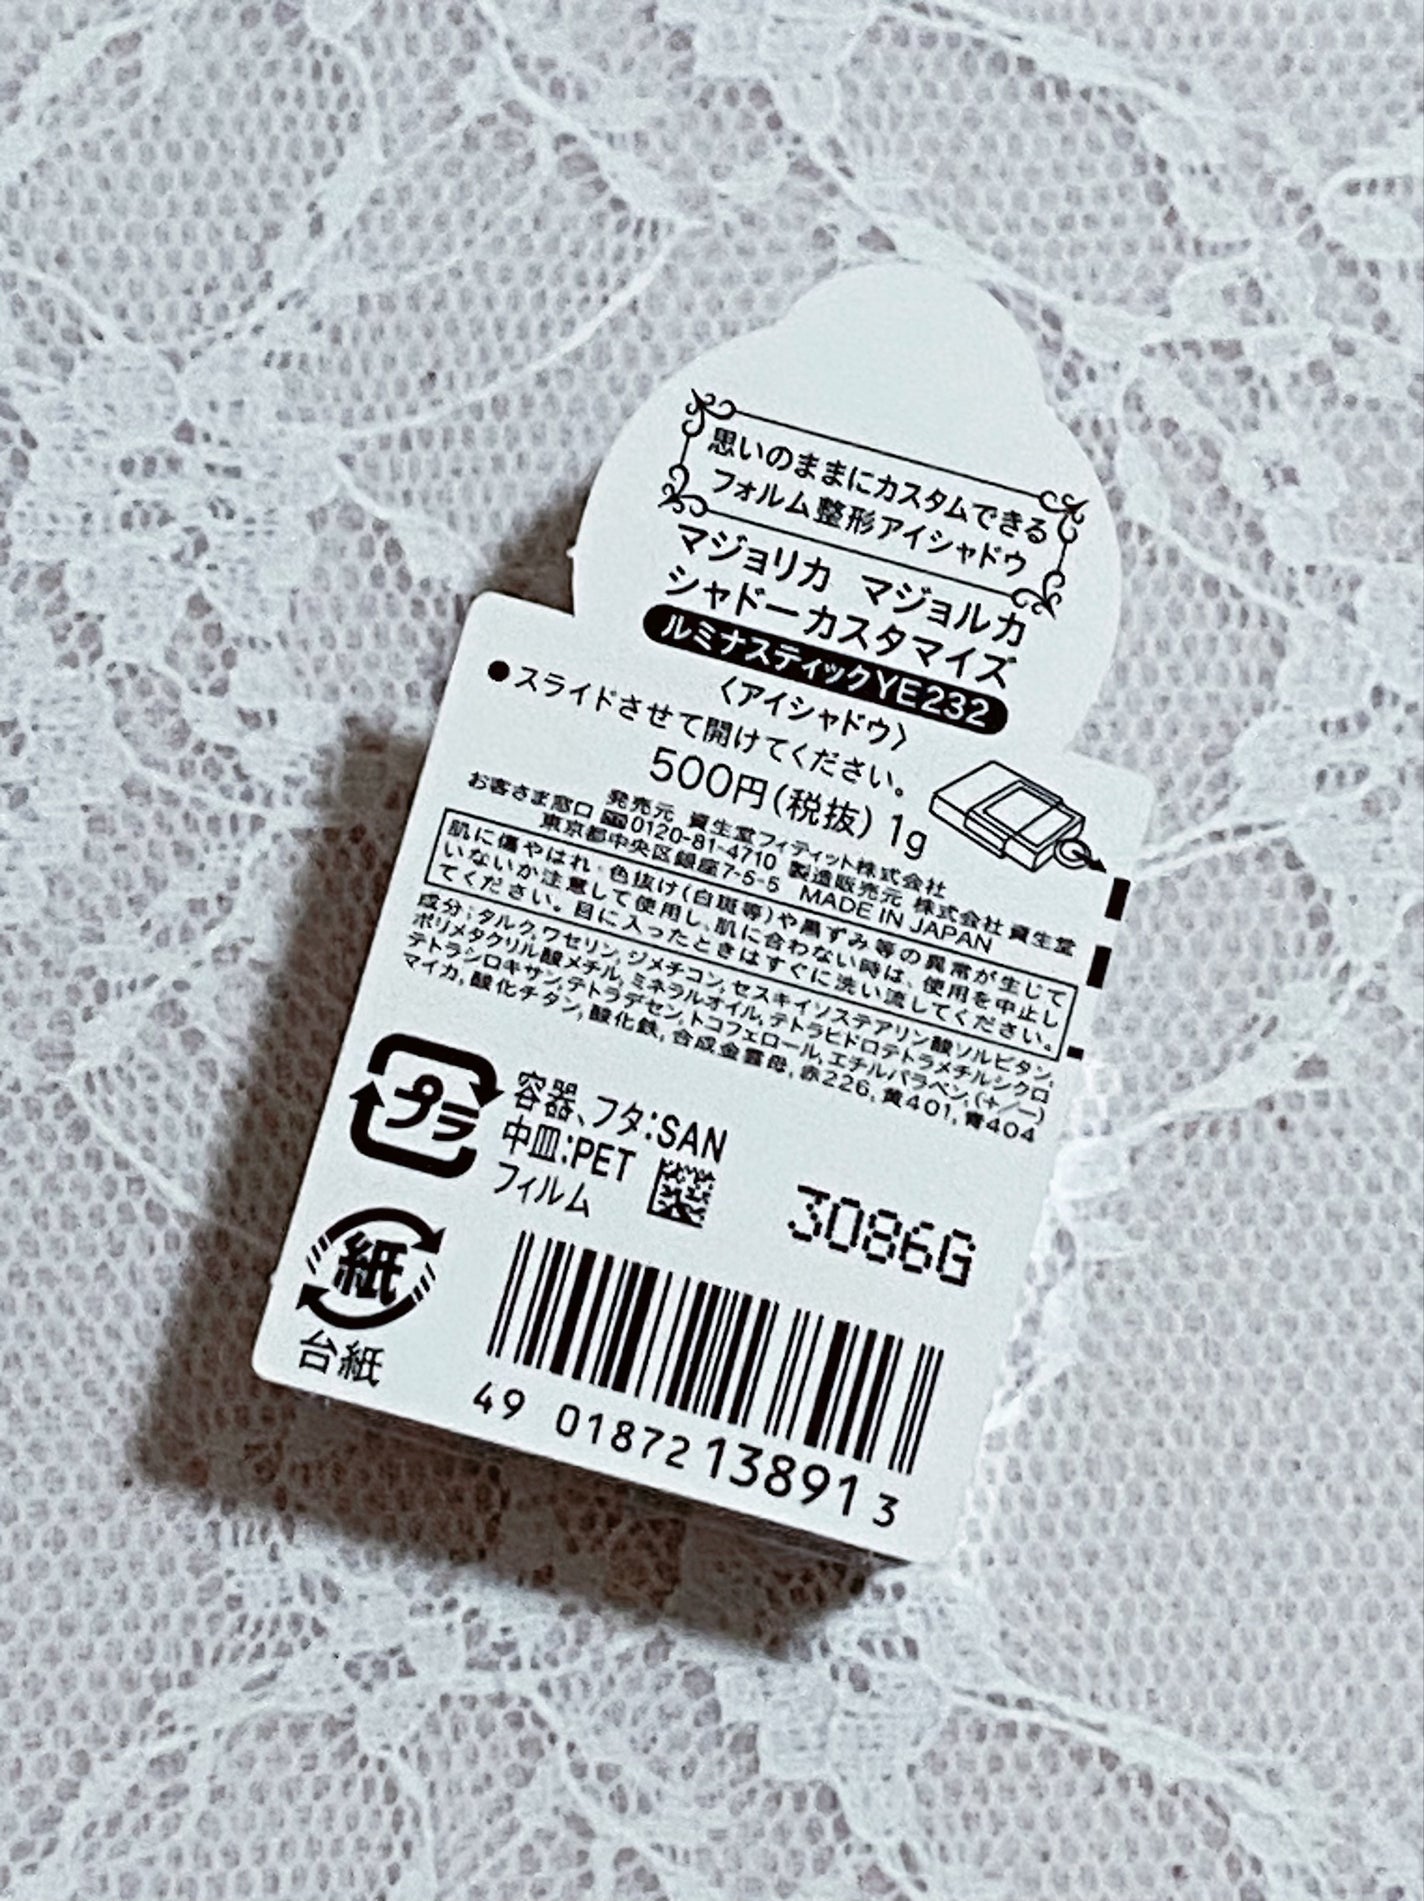 思いのままにカスタムできる
フォルム整形アイシャドウ
マジョリカ マジョルカ
シャドーカスタマイズ
ルミナスティックYE232
〈アイシャドウ〉
●スライドさせて開けてください。
500円(税抜) 1g
発売元 資生堂フィティット株式会社
お客さま窓口 0120-81-4710 製造販売元 株式会社 資生堂
東京都中央区銀座7-5-5 MADE IN JAPAN
肌に傷やはれ・色抜け(白斑等)や黒ずみ等の異常が生じて
いないか注意して使用し、肌に合わない時は、使用を中止し
てください。目に入ったときはすぐに洗い流してください。
成分:タルク,ワセリン,ジメチコン,セスキイソステアリン酸ソルビタン,
ポリメタクリル酸メチル,ミネラルオイル,テトラヒドロテトラメチルシクロ
テトラシロキサン,テトラデセン,トコフェロール,エチルパラベン,(+/−)
マイカ,酸化チタン,酸化鉄,合成金雲母,赤226,黄401,青404
プラ
容器、フタ:SAN
中皿:PET
フィルム
3086G
紙
台紙
49 01872 13891 3